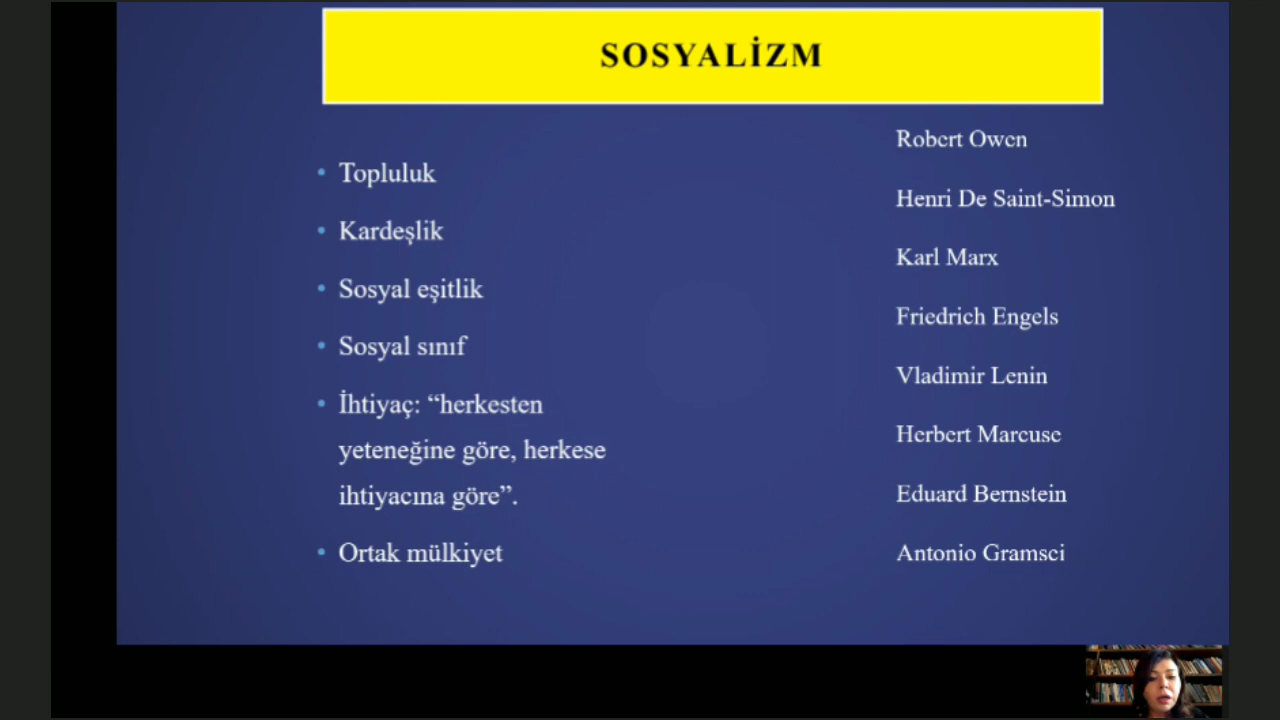 SOSYALİZM
Topluluk
Kardeşlik
Sosyal eşitlik
Sosyal sınıf
İhtiyaç: “herkesten
yeteneğine göre, herkese
ihtiyacına göre”.
Ortak mülkiyet
Robert Owen
Henri De Saint-Simon
Karl Marx
Friedrich Engels
Vladimir Lenin
Herbert Marcuse
Eduard Bernstein
Antonio Gramsci